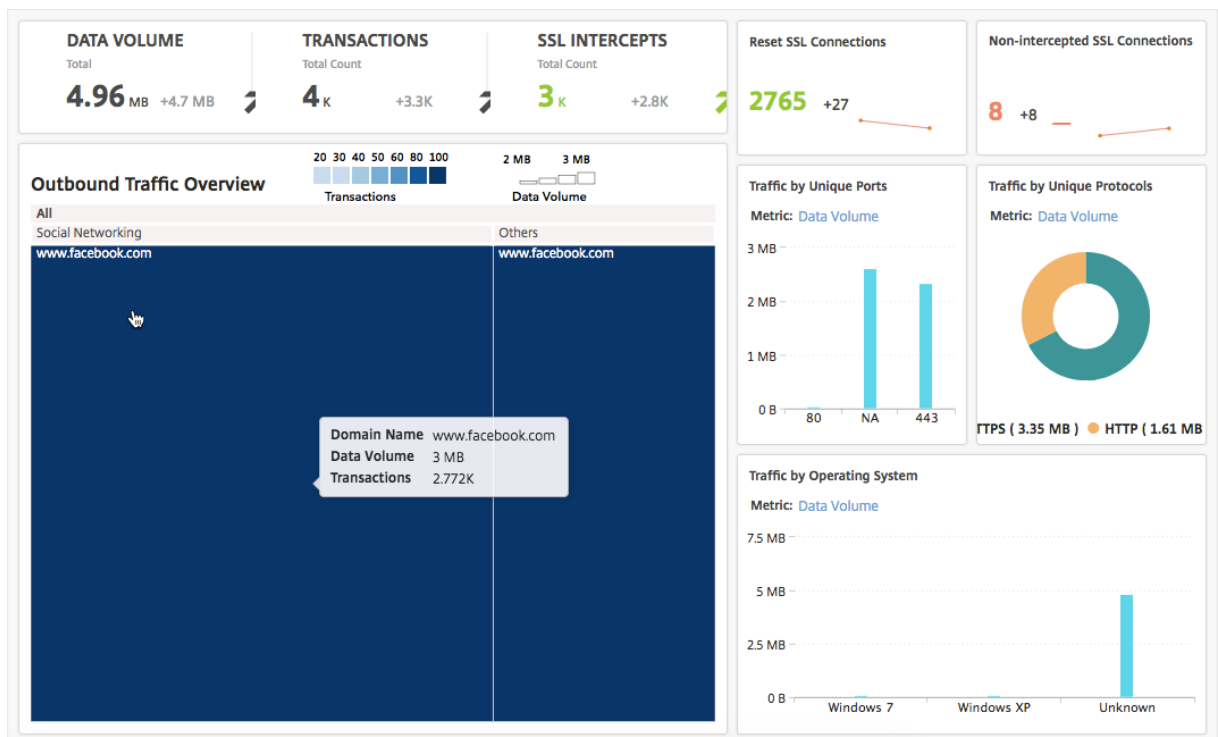 DATA VOLUME
Total
4.96 MB +4.7 MB
TRANSACTIONS
Total Count
4 K +3.3K
SSL INTERCEPTS
Total Count
3 K +2.8K
Reset SSL Connections
2765 +27
Non-intercepted SSL Connections
8 +8
Outbound Traffic Overview
20 30 40 50 60 80 100
Transactions
2 MB 3 MB
Data Volume
All
Social Networking
Others
www.facebook.com
www.facebook.com
Domain Name www.facebook.com
Data Volume 3 MB
Transactions 2.772K
Traffic by Unique Ports
Metric: Data Volume
3 MB
2 MB
1 MB
0 B
80 NA 443
Traffic by Unique Protocols
Metric: Data Volume
TTPS ( 3.35 MB ) HTTP ( 1.61 MB
Traffic by Operating System
Metric: Data Volume
7.5 MB
5 MB
2.5 MB
0 B
Windows 7 Windows XP Unknown